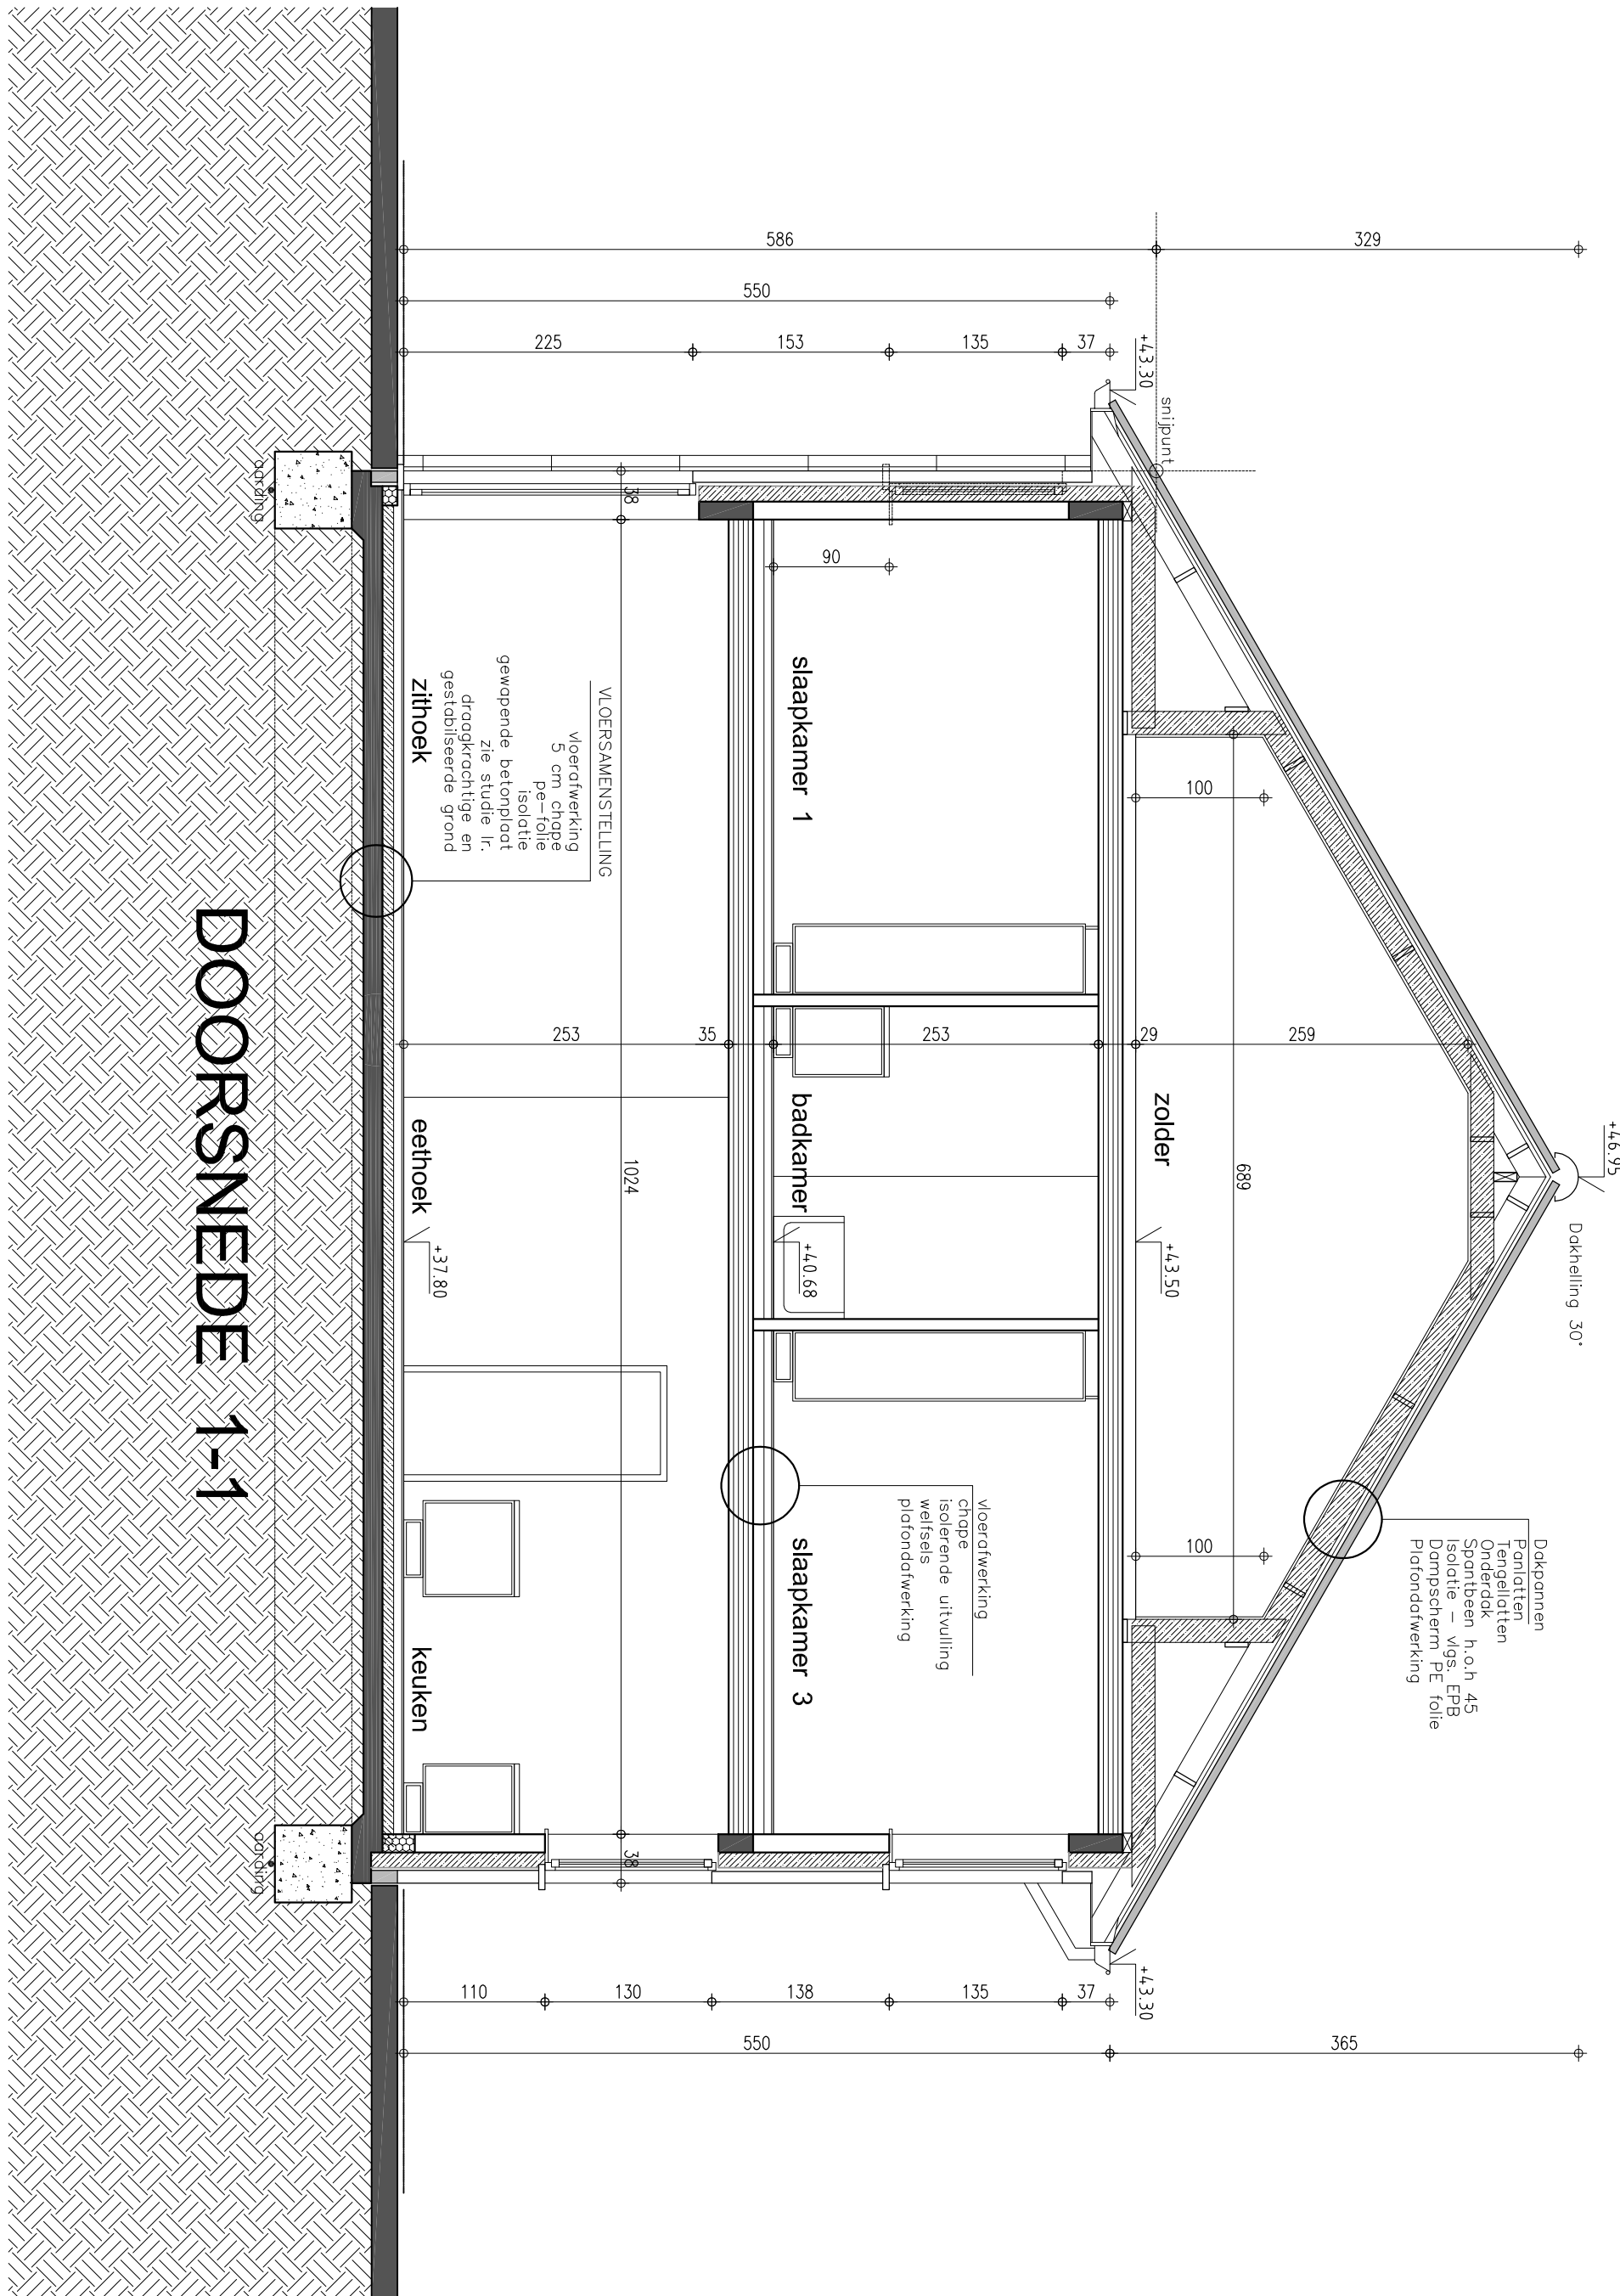 +46.95
Dakhelling 30°
Dakpannen
Panlatten
Tengellatten
Onderdak
Spantbeen h.o.h 45
Isolatie – vlgs. EPB
Dampscherm PE folie
Plafondafwerking
329
365
259
100
100
689
snijpunt
zolder
+43.50
29
+43.30
+43.30
586
550
37
135
153
225
37
135
138
130
110
550
vloerafwerking
chape
isolerende uitvulling
welfsels
plafondafwerking
90
253
slaapkamer 1
badkamer
+40.68
slaapkamer 3
35
38
1024
38
VLOERSAMENSTELLING
vloerafwerking
5 cm chape
pe-folie
isolatie
gewapende betonplaat
zie studie Ir.
draagkrachtige en
gestabiliseerde grond
253
zithoek
eethoek
+37.80
keuken
aarding
aarding
DOORSNEDE 1-1